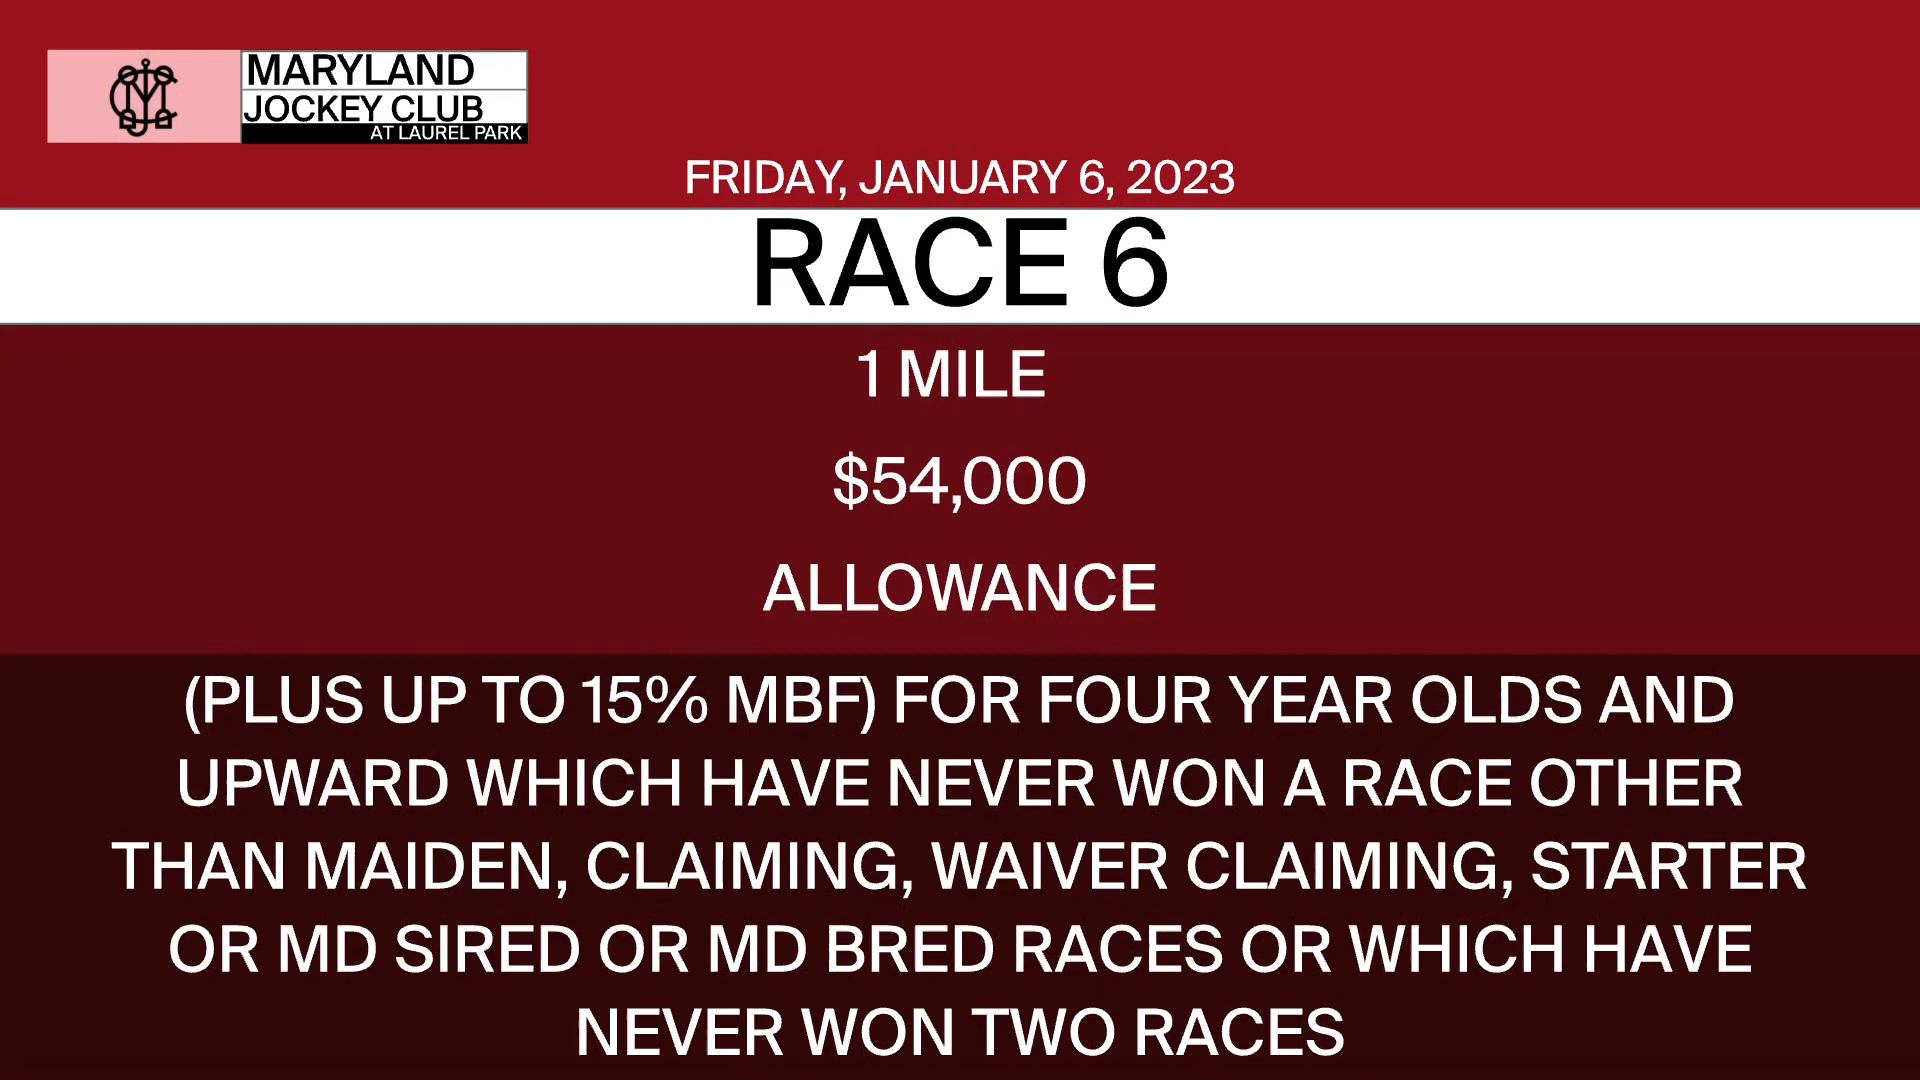 MARYLAND
JOCKEY CLUB
AT LAUREL PARK
FRIDAY, JANUARY 6, 2023
RACE 6
1 MILE
$54,000
ALLOWANCE
(PLUS UP TO 15% MBF) FOR FOUR YEAR OLDS AND
UPWARD WHICH HAVE NEVER WON A RACE OTHER
THAN MAIDEN, CLAIMING, WAIVER CLAIMING, STARTER
OR MD SIRED OR MD BRED RACES OR WHICH HAVE
NEVER WON TWO RACES